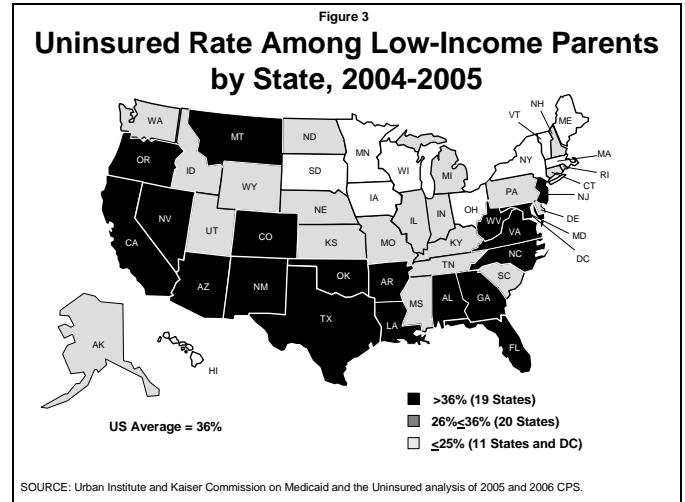 Figure 3
Uninsured Rate Among Low-Income Parents
by State, 2004-2005
NH
VT
ME
WA
MT
ND
MN
OR
ID
SD
WI
NY
MA
MI
RI
WY
CT
IA
PA
NJ
NE
OH
NV
IL
IN
DE
UT
WV
CO
VA
MD
CA
KS
MO
KY
DC
NC
TN
OK
AZ
NM
AR
SC
MS
AL
GA
TX
LA
AK
FL
HI
>36% (19 States)
US Average = 36%
26%≤36% (20 States)
≤25% (11 States and DC)
SOURCE: Urban Institute and Kaiser Commission on Medicaid and the Uninsured analysis of 2005 and 2006 CPS.